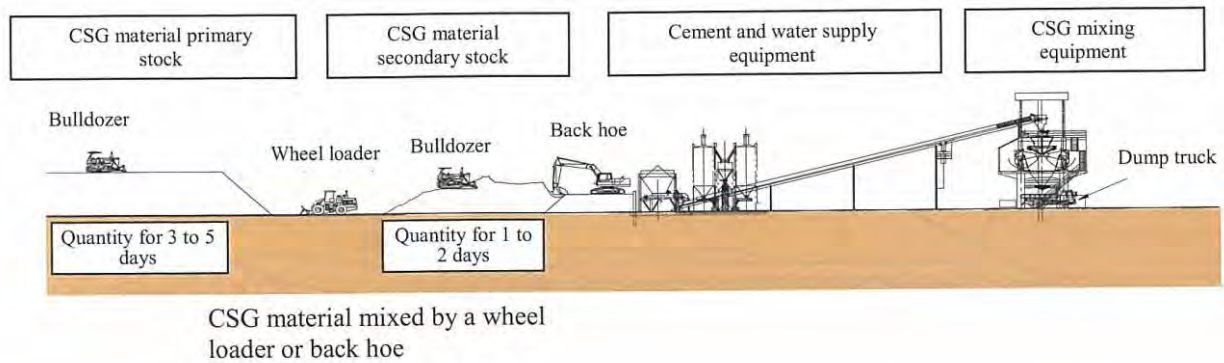 CSG material primary
stock
CSG material
secondary stock
Cement and water supply
equipment
CSG mixing
equipment
Bulldozer
Wheel loader
Bulldozer
Back hoe
Dump truck
Quantity for 3 to 5
days
Quantity for 1 to
2 days
CSG material mixed by a wheel
loader or back hoe